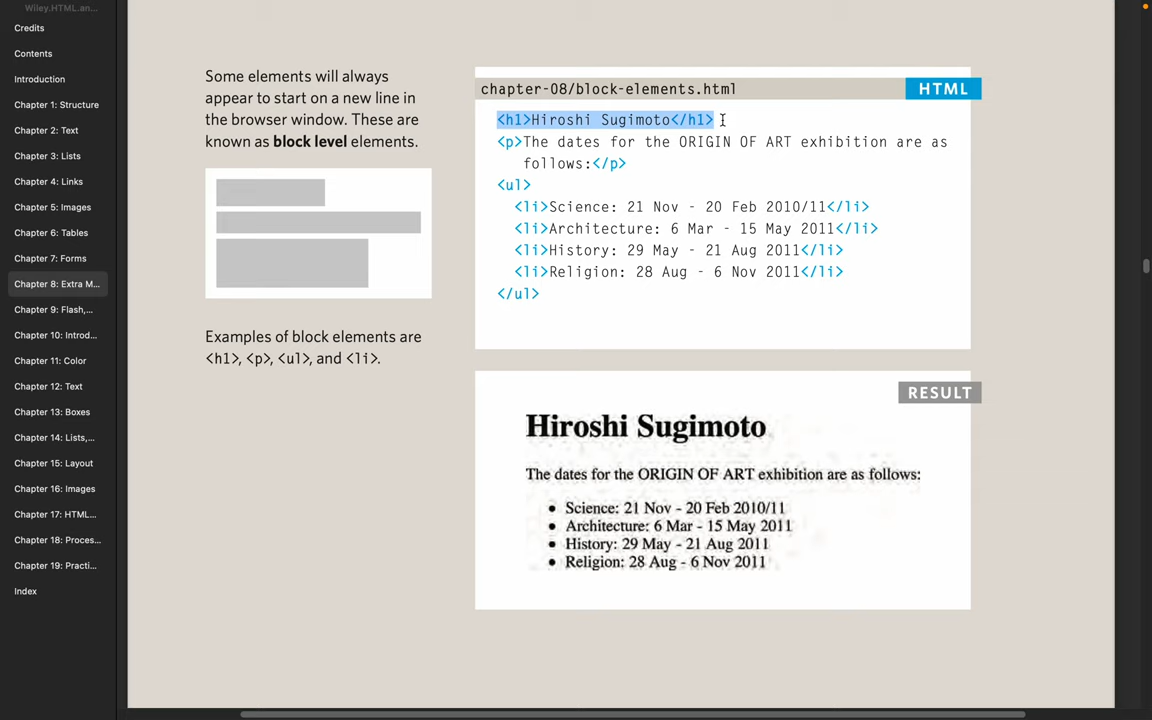 Wiley.HTML.an...
Credits
Contents
Introduction
Chapter 1: Structure
Chapter 2: Text
Chapter 3: Lists
Chapter 4: Links
Chapter 5: Images
Chapter 6: Tables
Chapter 7: Forms
Chapter 8: Extra M...
Chapter 9: Flash,...
Chapter 10: Introd...
Chapter 11: Color
Chapter 12: Text
Chapter 13: Boxes
Chapter 14: Lists,...
Chapter 15: Layout
Chapter 16: Images
Chapter 17: HTML...
Chapter 18: Proces...
Chapter 19: Practi...
Index
Some elements will always
appear to start on a new line in
the browser window. These are
known as block level elements.
Examples of block elements are
<h1>, <p>, <ul>, and <li>.
chapter-08/block-elements.html
HTML
<h1>Hiroshi Sugimoto</h1>
<p>The dates for the ORIGIN OF ART exhibition are as
follows:</p>
<ul>
<li>Science: 21 Nov - 20 Feb 2010/11</li>
<li>Architecture: 6 Mar - 15 May 2011</li>
<li>History: 29 May - 21 Aug 2011</li>
<li>Religion: 28 Aug - 6 Nov 2011</li>
</ul>
RESULT
Hiroshi Sugimoto
The dates for the ORIGIN OF ART exhibition are as follows:
• Science: 21 Nov - 20 Feb 2010/11
• Architecture: 6 Mar - 15 May 2011
• History: 29 May - 21 Aug 2011
• Religion: 28 Aug - 6 Nov 2011